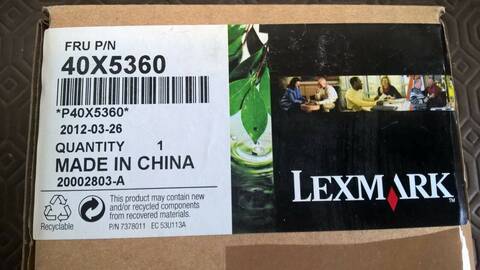 FRU P/N
40X5360
*P40X5360*
2012-03-26
QUANTITY 1
MADE IN CHINA
20002803-A
Recyclable
This product may contain new
and/or recycled components
from recovered materials.
P/N 7378011 EC 53U113A
LEXMARK™